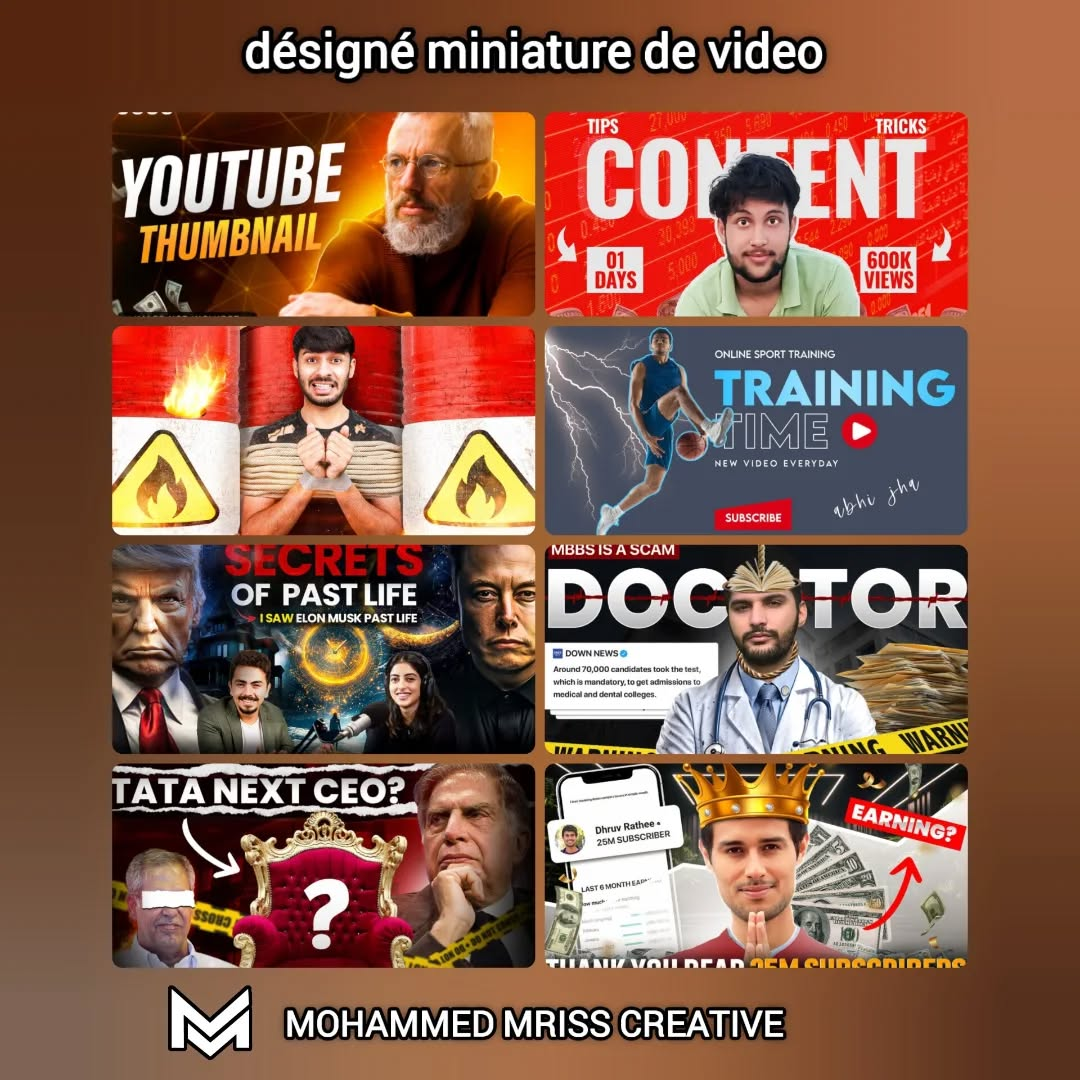 désigné miniature de video
YOUTUBE
THUMBNAIL
TIPS
TRICKS
CONTENT
01
DAYS
600K
VIEWS
ONLINE SPORT TRAINING
TRAINING
TIME
NEW VIDEO EVERYDAY
SUBSCRIBE
abhi jha
SECRETS
OF PAST LIFE
I SAW ELON MUSK PAST LIFE
MBBS IS A SCAM
DOCTOR
DOWN NEWS
Around 70,000 candidates took the test,
which is mandatory, to get admissions to
medical and dental colleges.
WARNING
TATA NEXT CEO?
?
CROSS
DO NOT
Dhruv Rathee
25M SUBSCRIBER
LAST 6 MONTH
EARNING?
THANK YOU DEAR 25M SUBSCRIBERS
MOHAMMED MRISS CREATIVE